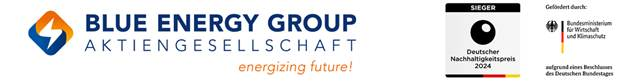 BLUE ENERGY GROUP
AKTIENGESELLSCHAFT
energizing future!
SIEGER
Deutscher
Nachhaltigkeitspreis
2024
Gefördert durch:
Bundesministerium
für Wirtschaft
und Klimaschutz
aufgrund eines Beschlusses
des Deutschen Bundestages